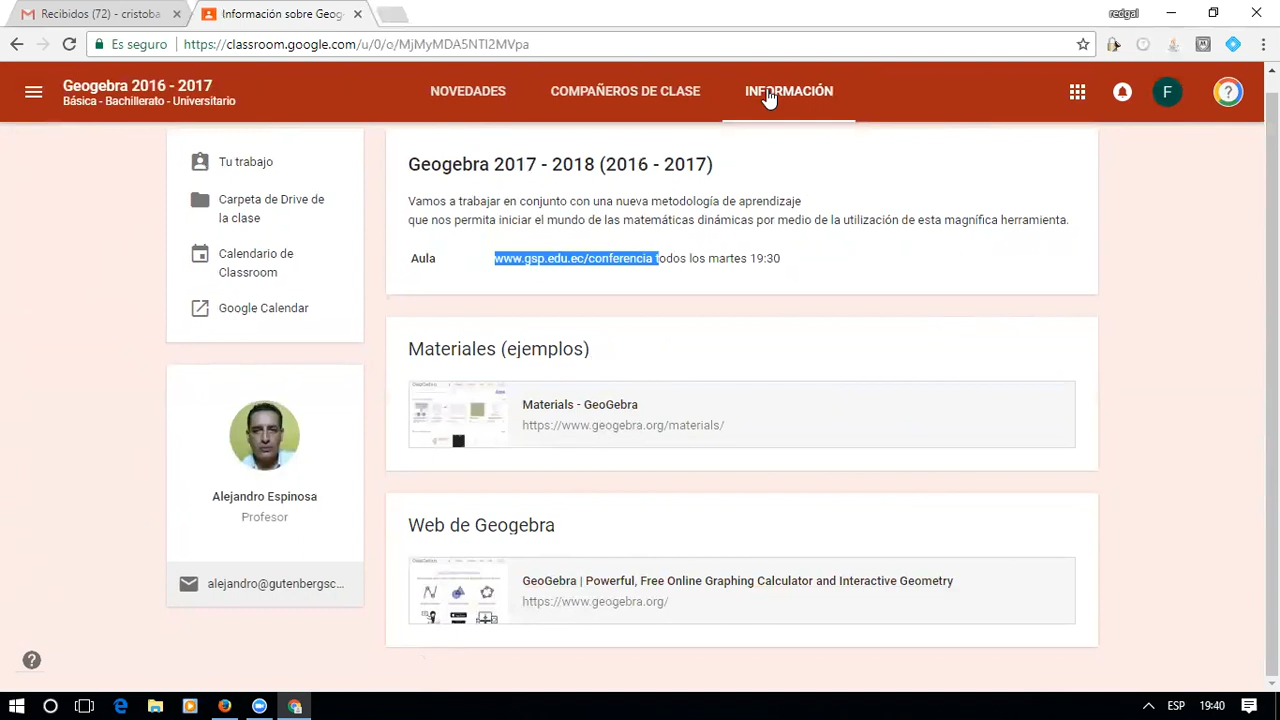 Recibidos (72) - cristoba
Información sobre Geog
redgal
Es seguro
https://classroom.google.com/u/0/o/MjMyMDA5NTI2MVpa
Geogebra 2016 - 2017
Básica - Bachillerato - Universitario
NOVEDADES
COMPAÑEROS DE CLASE
INFORMACIÓN
F
Tu trabajo
Carpeta de Drive de
la clase
Calendario de
Classroom
Google Calendar
Alejandro Espinosa
Profesor
alejandro@gutenbergsc...
Geogebra 2017 - 2018 (2016 - 2017)
Vamos a trabajar en conjunto con una nueva metodología de aprendizaje
que nos permita iniciar el mundo de las matemáticas dinámicas por medio de la utilización de esta magnífica herramienta.
Aula www.gsp.edu.ec/conferencia todos los martes 19:30
Materiales (ejemplos)
Materials - GeoGebra
https://www.geogebra.org/materials/
Web de Geogebra
GeoGebra | Powerful, Free Online Graphing Calculator and Interactive Geometry
https://www.geogebra.org/
ESP
19:40